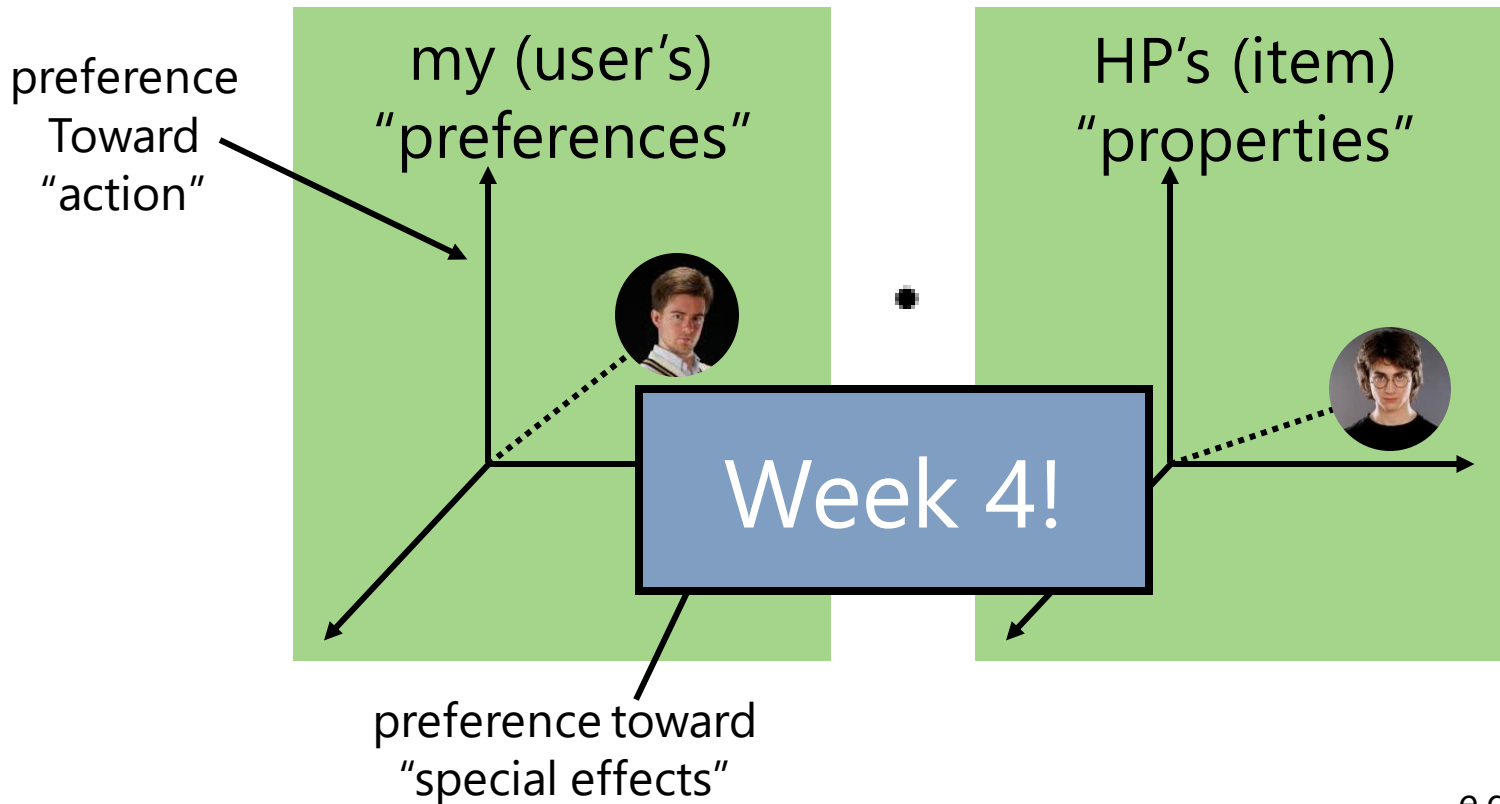 preference
Toward
“action”
my (user’s)
“preferences”
HP’s (item)
“properties”
Week 4!
preference toward
“special effects”